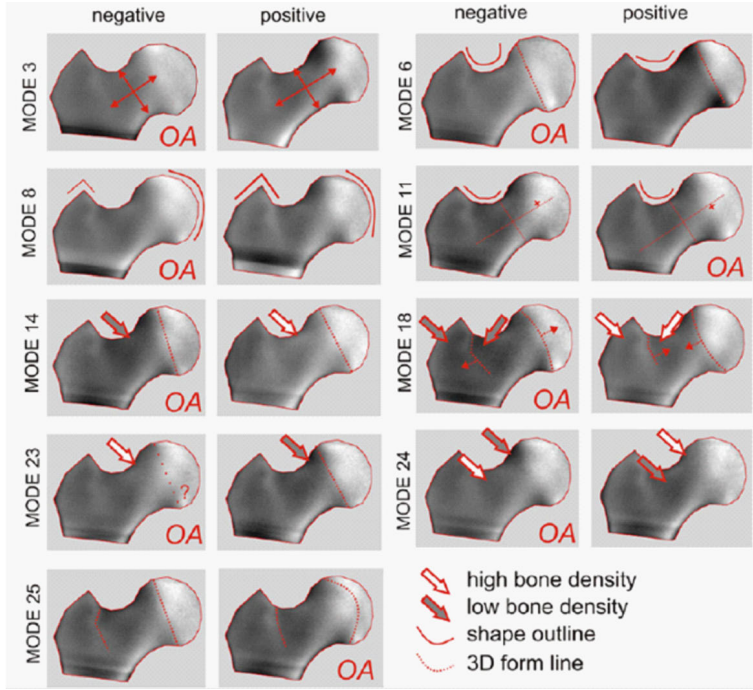 negative positive negative positive
MODE 3 OA MODE 6 OA
MODE 8 OA MODE 11 OA
MODE 14 OA MODE 18 OA
MODE 23 ? OA MODE 24 OA
MODE 25 OA
high bone density
low bone density
shape outline
3D form line